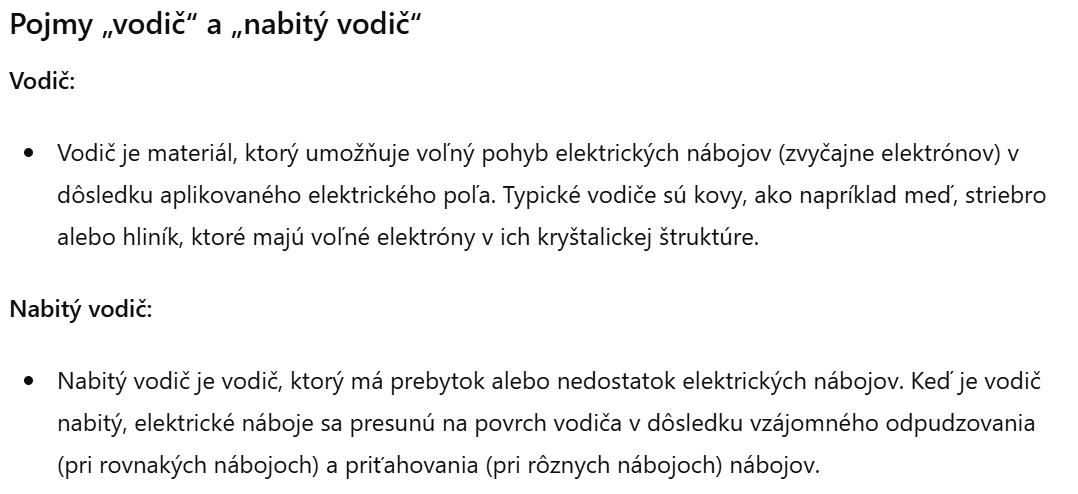 Pojmy „vodič“ a „nabitý vodič“
Vodič:
• Vodič je materiál, ktorý umožňuje voľný pohyb elektrických nábojov (zvyčajne elektrónov) v
dôsledku aplikovaného elektrického poľa. Typické vodiče sú kovy, ako napríklad meď, striebro
alebo hliník, ktoré majú voľné elektróny v ich kryštalickej štruktúre.
Nabitý vodič:
• Nabitý vodič je vodič, ktorý má prebytok alebo nedostatok elektrických nábojov. Keď je vodič
nabitý, elektrické náboje sa presunú na povrch vodiča v dôsledku vzájomného odpudzovania
(pri rovnakých nábojoch) a priťahovania (pri rôznych nábojoch) nábojov.